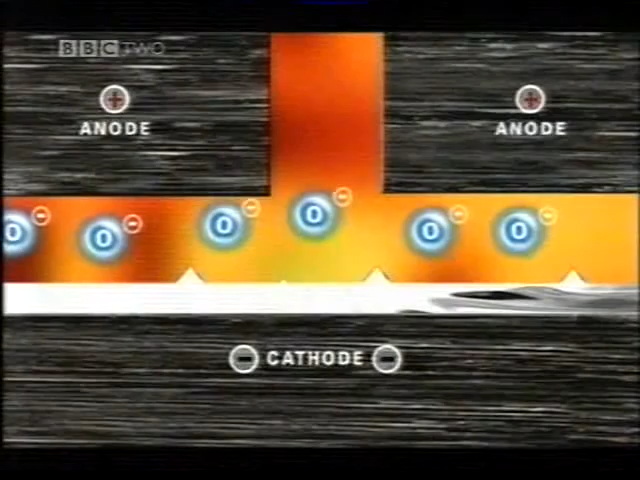 BBC TWO
+
+
ANODE
ANODE
O − O − O − O − O − O −
− CATHODE −